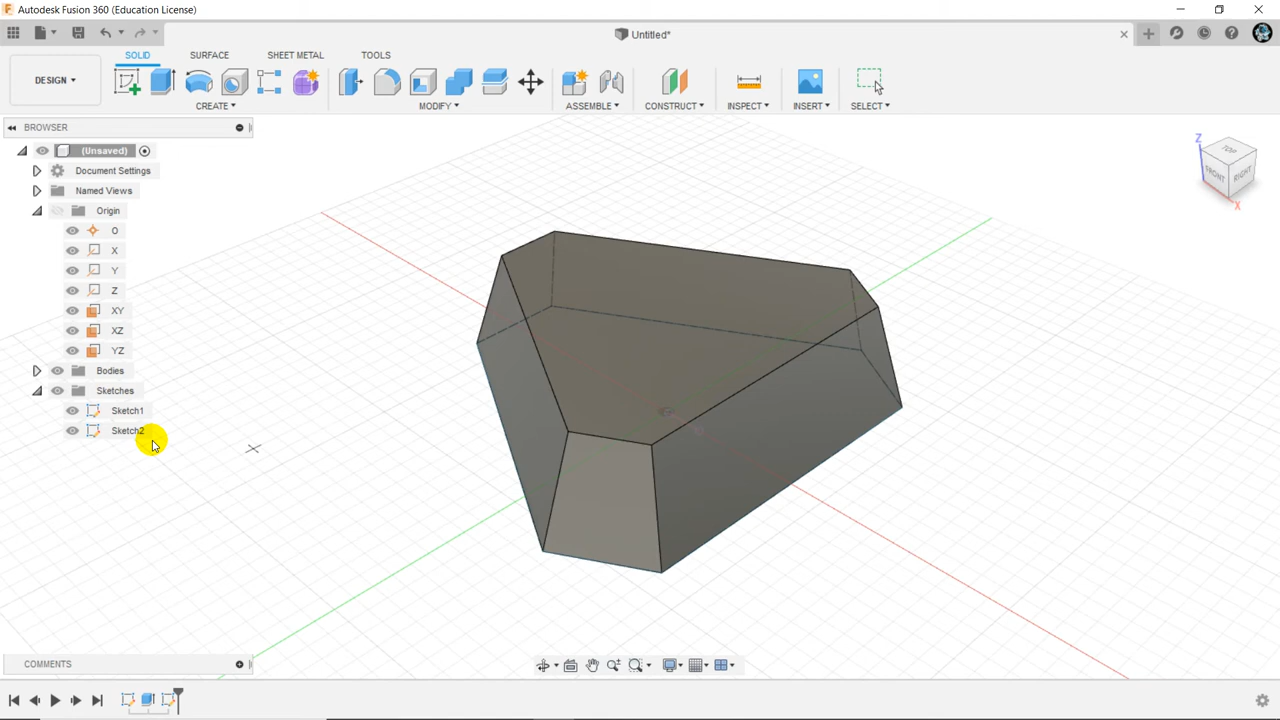 Autodesk Fusion 360 (Education License)
Untitled*
SOLID
SURFACE
SHEET METAL
TOOLS
DESIGN
CREATE
MODIFY
ASSEMBLE
CONSTRUCT
INSPECT
INSERT
SELECT
BROWSER
(Unsaved)
Document Settings
Named Views
Origin
O
X
Y
Z
XY
XZ
YZ
Bodies
Sketches
Sketch1
Sketch2
Z
TOP
FRONT
RIGHT
X
COMMENTS